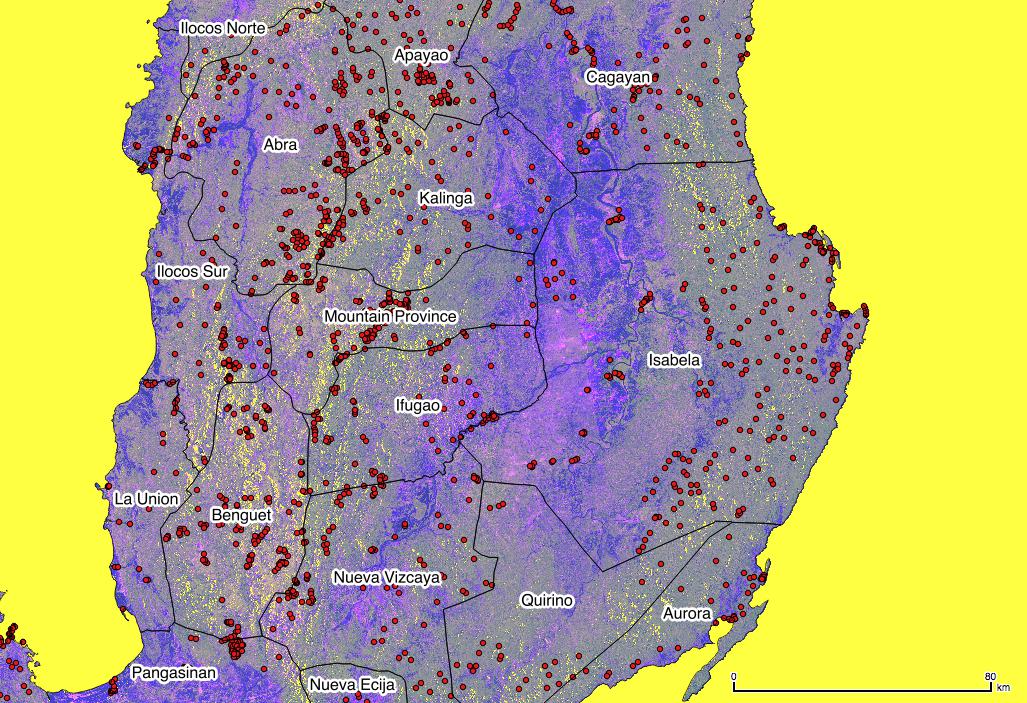 Ilocos Norte
Apayao
Cagayan
Abra
Kalinga
Ilocos Sur
Mountain Province
Isabela
Ifugao
La Union
Benguet
Nueva Vizcaya
Quirino
Aurora
Pangasinan
Nueva Ecija
0 80
km